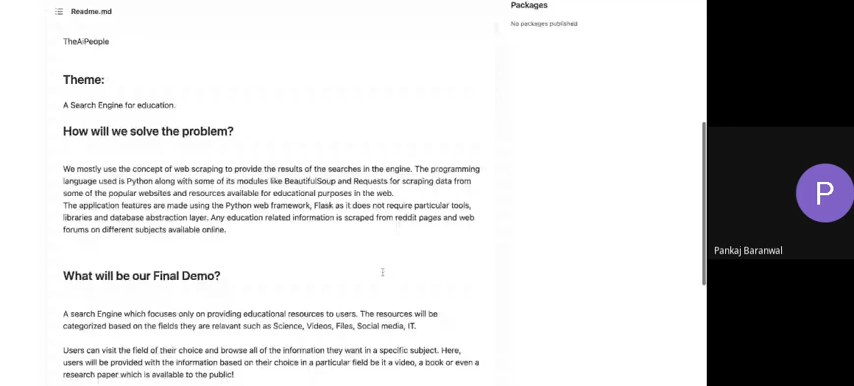 Readme.md
Packages
No packages published
TheAiPeople
Theme:
A Search Engine for education.
How will we solve the problem?
We mostly use the concept of web scraping to provide the results of the searches in the engine. The programming
language used is Python along with some of its modules like BeautifulSoup and Requests for scraping data from
some of the popular websites and resources available for educational purposes in the web.
The application features are made using the Python web framework, Flask as it does not require particular tools,
libraries and database abstraction layer. Any education related information is scraped from reddit pages and web
forums on different subjects available online.
What will be our Final Demo?
A search Engine which focuses only on providing educational resources to users. The resources will be
categorized based on the fields they are relavant such as Science, Videos, Files, Social media, IT.
Users can visit the field of their choice and browse all of the information they want in a specific subject. Here,
users will be provided with the information based on their choice in a particular field be it a video, a book or even a
research paper which is available to the public!
P
Pankaj Baranwal